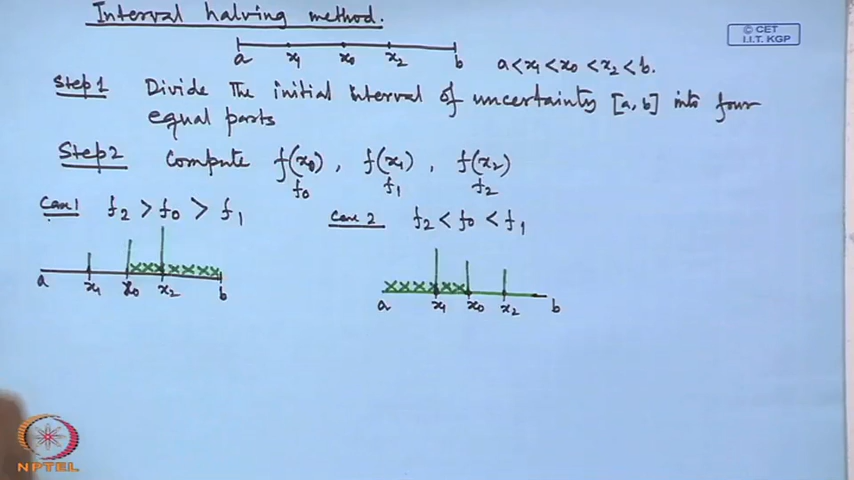 Interval halving method.
© CET
I.I.T. KGP
a x₁ x₀ x₂ b
a < x₁ < x₀ < x₂ < b.
Step 1 Divide The initial interval of uncertainty [a, b] into four
equal parts
Step 2 Compute f(x₀), f(x₁), f(x₂)
f₀ f₁ f₂
Case 1 f₂ > f₀ > f₁
Case 2 f₂ < f₀ < f₁
a x₁ x₀ x₂ b
a x₁ x₀ x₂ b
NPTEL